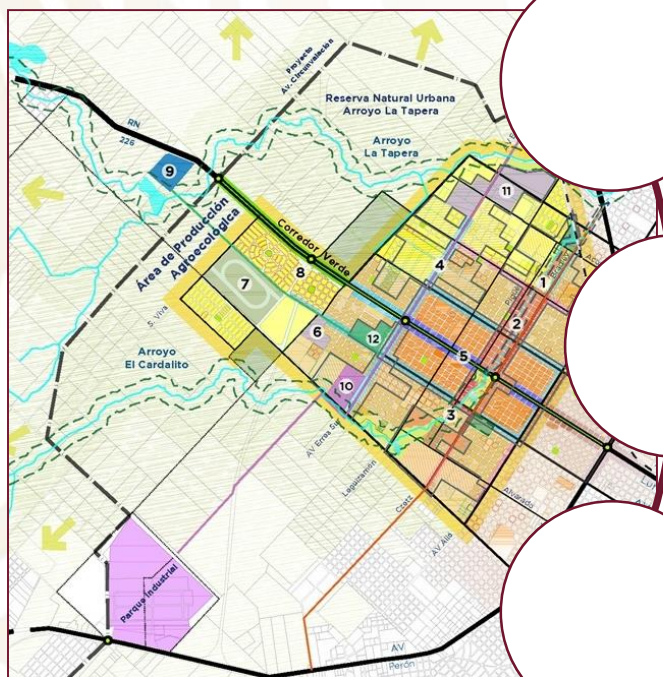 Proyecto
Av. Circunvalación
Reserva Natural Urbana
Arroyo La Tapera
RN
226
Arroyo
La Tapera
9
11
Corredor Verde
Área de Producción
Agroecológica
8
4
1
7
2
S. Viva
6
12
5
Arroyo
El Cardalito
10
3
Alvarado
AV Alió
Parque Industrial
AV
Perón